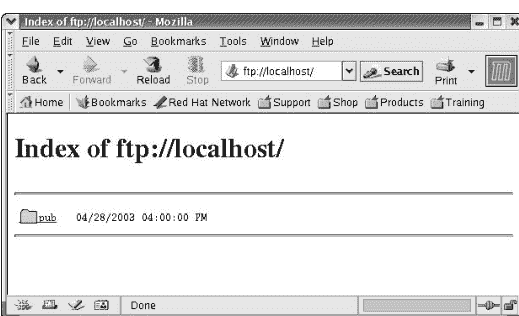 Index of ftp://localhost/ - Mozilla
File Edit View Go Bookmarks Tools Window Help
Back Forward Reload Stop ftp://localhost/ Search Print
Home Bookmarks Red Hat Network Support Shop Products Training
Index of ftp://localhost/
pub 04/28/2003 04:00:00 PM
Done